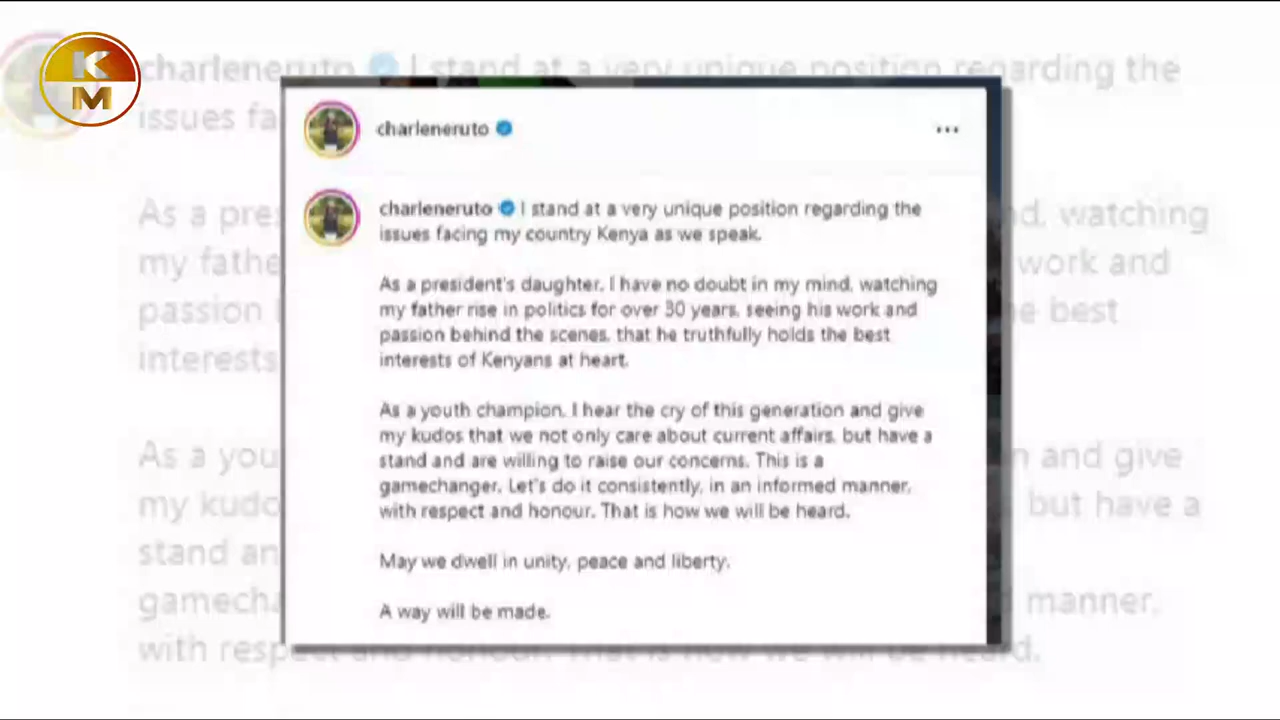 KM
charleneruto
charleneruto I stand at a very unique position regarding the
issues facing my country Kenya as we speak.
As a president's daughter, I have no doubt in my mind, watching
my father rise in politics for over 30 years, seeing his work and
passion behind the scenes, that he truthfully holds the best
interests of Kenyans at heart.
As a youth champion, I hear the cry of this generation and give
my kudos that we not only care about current affairs, but have a
stand and are willing to raise our concerns. This is a
gamechanger. Let's do it consistently, in an informed manner,
with respect and honour. That is how we will be heard.
May we dwell in unity, peace and liberty.
A way will be made.